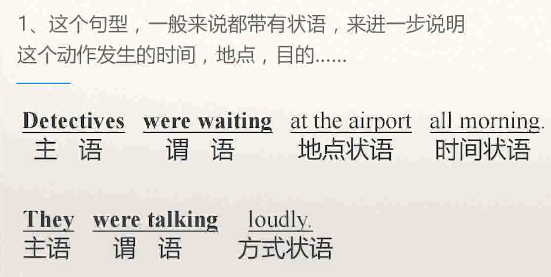 1、这个句型，一般来说都带有状语，来进一步说明
这个动作发生的时间，地点，目的......
Detectives were waiting at the airport all morning.
主 语 谓 语 地点状语 时间状语
They were talking loudly.
主语 谓 语 方式状语